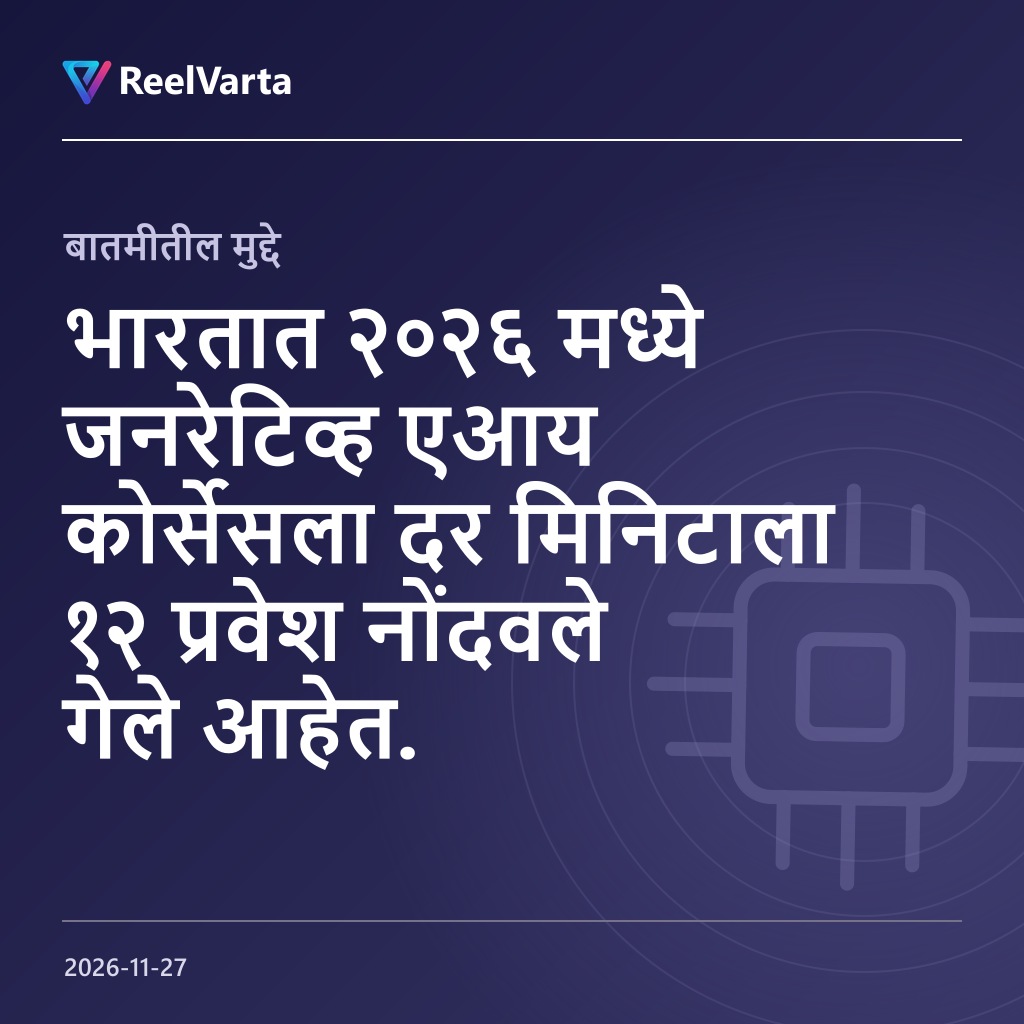 ReelVarta
बातमीतील मुद्दे
भारतात २०२६ मध्ये
जनरेटिव्ह एआय
कोर्सेसला दर मिनिटाला
१२ प्रवेश नोंदवले
गेले आहेत.
2026-11-27